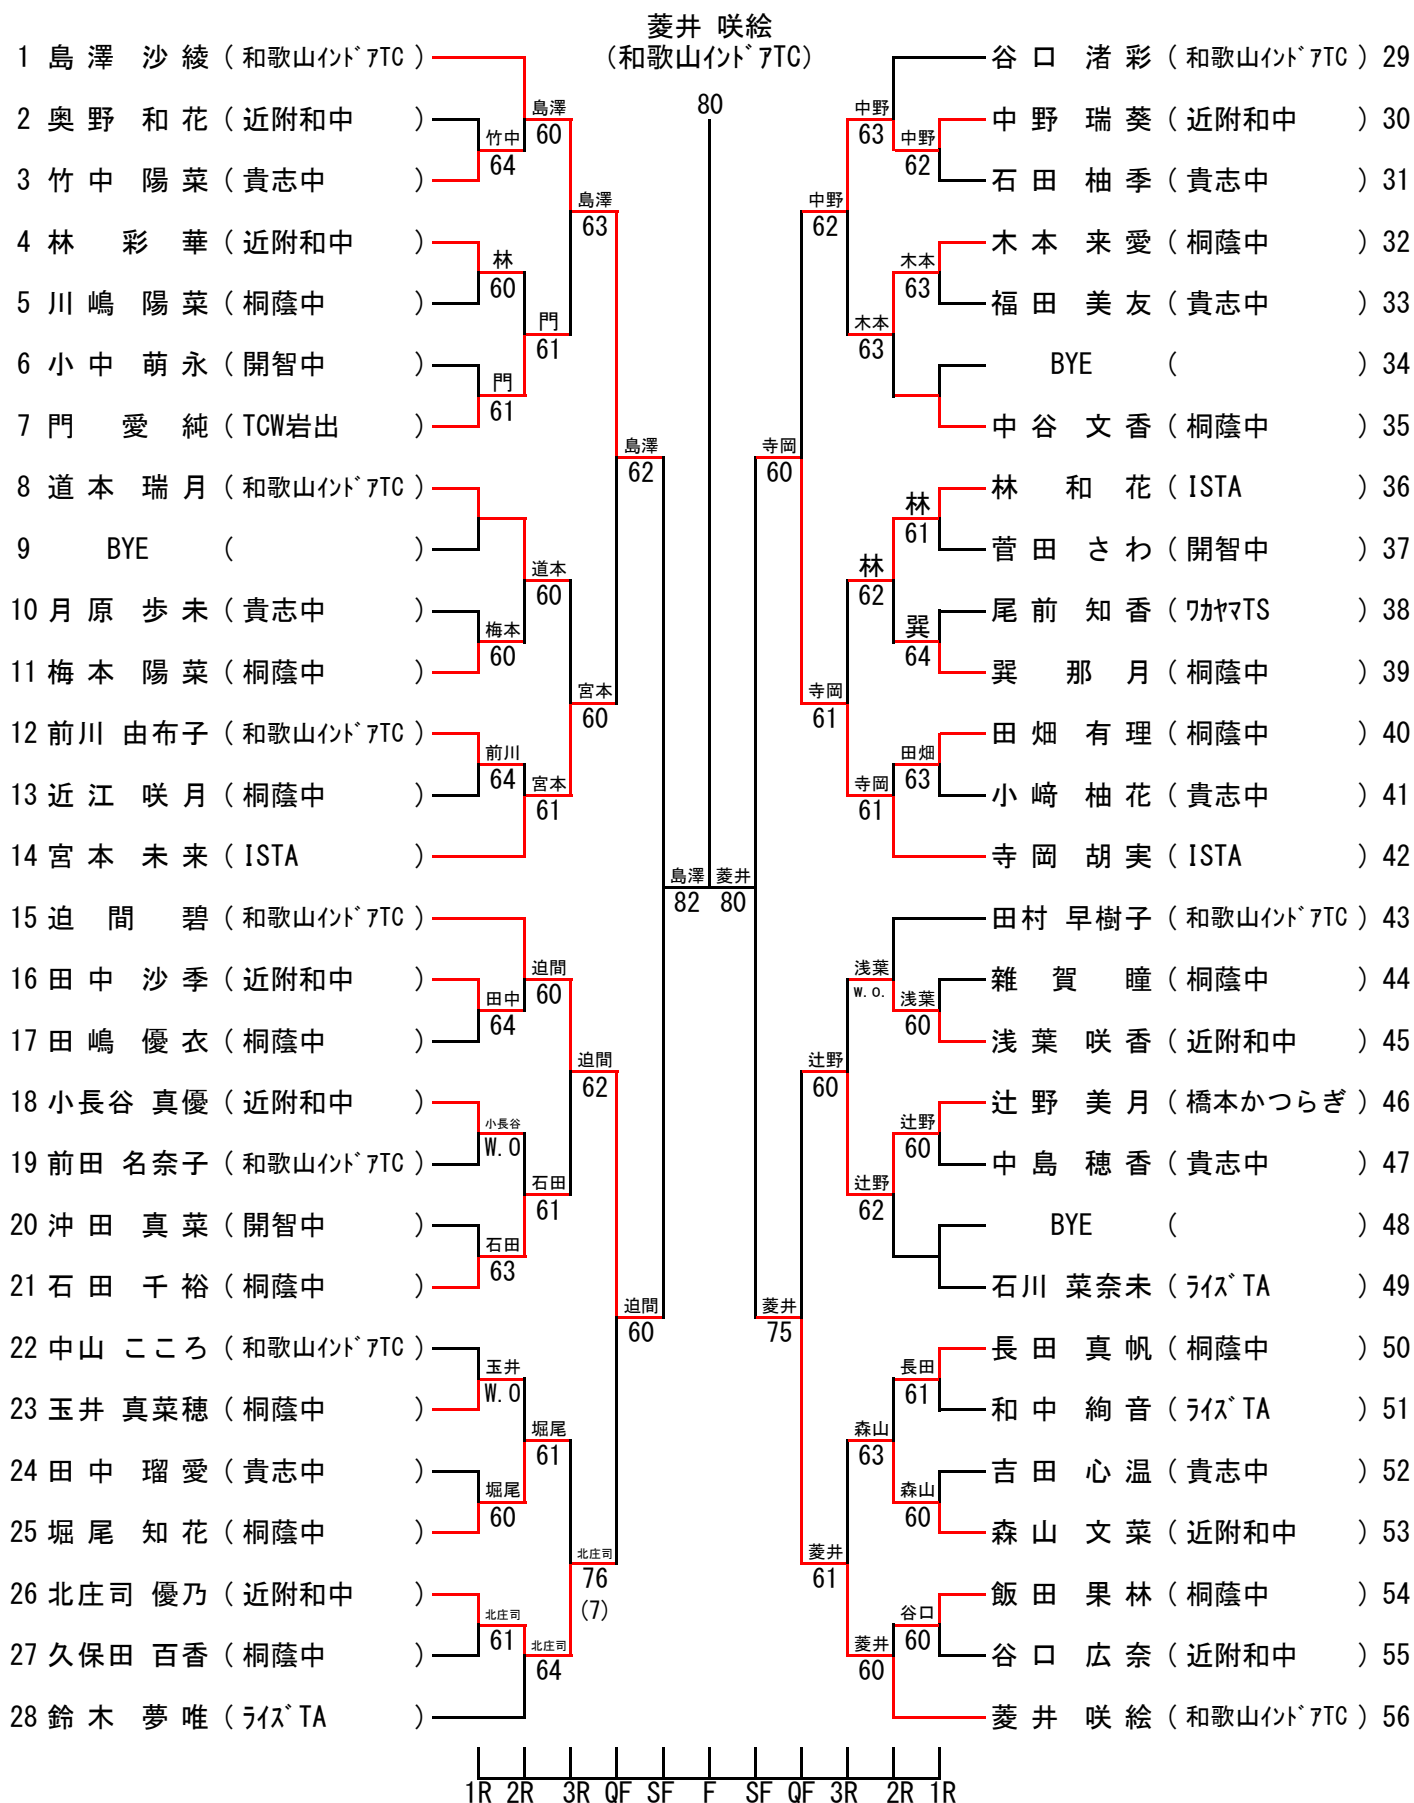 菱井 咲絵
(和歌山インドアTC)
80
1 島澤 沙綾 (和歌山インドアTC)
2 奥野 和花 (近附和中)
3 竹中 陽菜 (貴志中)
4 林 彩華 (近附和中)
5 川嶋 陽菜 (桐蔭中)
6 小中 萌永 (開智中)
7 門 愛純 (TCW岩出)
8 道本 瑞月 (和歌山インドアTC)
9 BYE ( )
10 月原 歩未 (貴志中)
11 梅本 陽菜 (桐蔭中)
12 前川 由布子 (和歌山インドアTC)
13 近江 咲月 (桐蔭中)
14 宮本 未来 (ISTA)
15 迫間 碧 (和歌山インドアTC)
16 田中 沙季 (近附和中)
17 田嶋 優衣 (桐蔭中)
18 小長谷 真優 (近附和中)
19 前田 名奈子 (和歌山インドアTC)
20 沖田 真菜 (開智中)
21 石田 千裕 (桐蔭中)
22 中山 こころ (和歌山インドアTC)
23 玉井 真菜穂 (桐蔭中)
24 田中 瑠愛 (貴志中)
25 堀尾 知花 (桐蔭中)
26 北庄司 優乃 (近附和中)
27 久保田 百香 (桐蔭中)
28 鈴木 夢唯 (ライズTA)
竹中
64
林
60
門
61
梅本
60
前川
64
田中
64
小長谷
W.O
石田
63
玉井
W.O
堀尾
60
北庄司
61
島澤
60
門
61
道本
60
宮本
61
迫間
60
石田
61
堀尾
61
北庄司
64
島澤
63
宮本
60
迫間
62
北庄司
76
(7)
島澤
62
迫間
60
島澤
82
菱井
80
寺岡
60
菱井
75
中野
62
寺岡
61
辻野
60
菱井
61
中野
63
木本
63
林
62
寺岡
61
浅葉
W.O.
辻野
62
森山
63
菱井
60
中野
62
木本
63
林
61
巽
64
田畑
63
浅葉
60
辻野
60
長田
61
森山
60
谷口
60
谷口 渚彩 (和歌山インドアTC) 29
中野 瑞葵 (近附和中) 30
石田 柚季 (貴志中) 31
木本 来愛 (桐蔭中) 32
福田 美友 (貴志中) 33
BYE ( ) 34
中谷 文香 (桐蔭中) 35
林 和花 (ISTA) 36
菅田 さわ (開智中) 37
尾前 知香 (ワカヤマTS) 38
巽 那月 (桐蔭中) 39
田畑 有理 (桐蔭中) 40
小﨑 柚花 (貴志中) 41
寺岡 胡実 (ISTA) 42
田村 早樹子 (和歌山インドアTC) 43
雑賀 瞳 (桐蔭中) 44
浅葉 咲香 (近附和中) 45
辻野 美月 (橋本かつらぎ) 46
中島 穂香 (貴志中) 47
BYE ( ) 48
石川 菜奈未 (ライズTA) 49
長田 真帆 (桐蔭中) 50
和中 絢音 (ライズTA) 51
吉田 心温 (貴志中) 52
森山 文菜 (近附和中) 53
飯田 果林 (桐蔭中) 54
谷口 広奈 (近附和中) 55
菱井 咲絵 (和歌山インドアTC) 56
1R 2R 3R QF SF F SF QF 3R 2R 1R